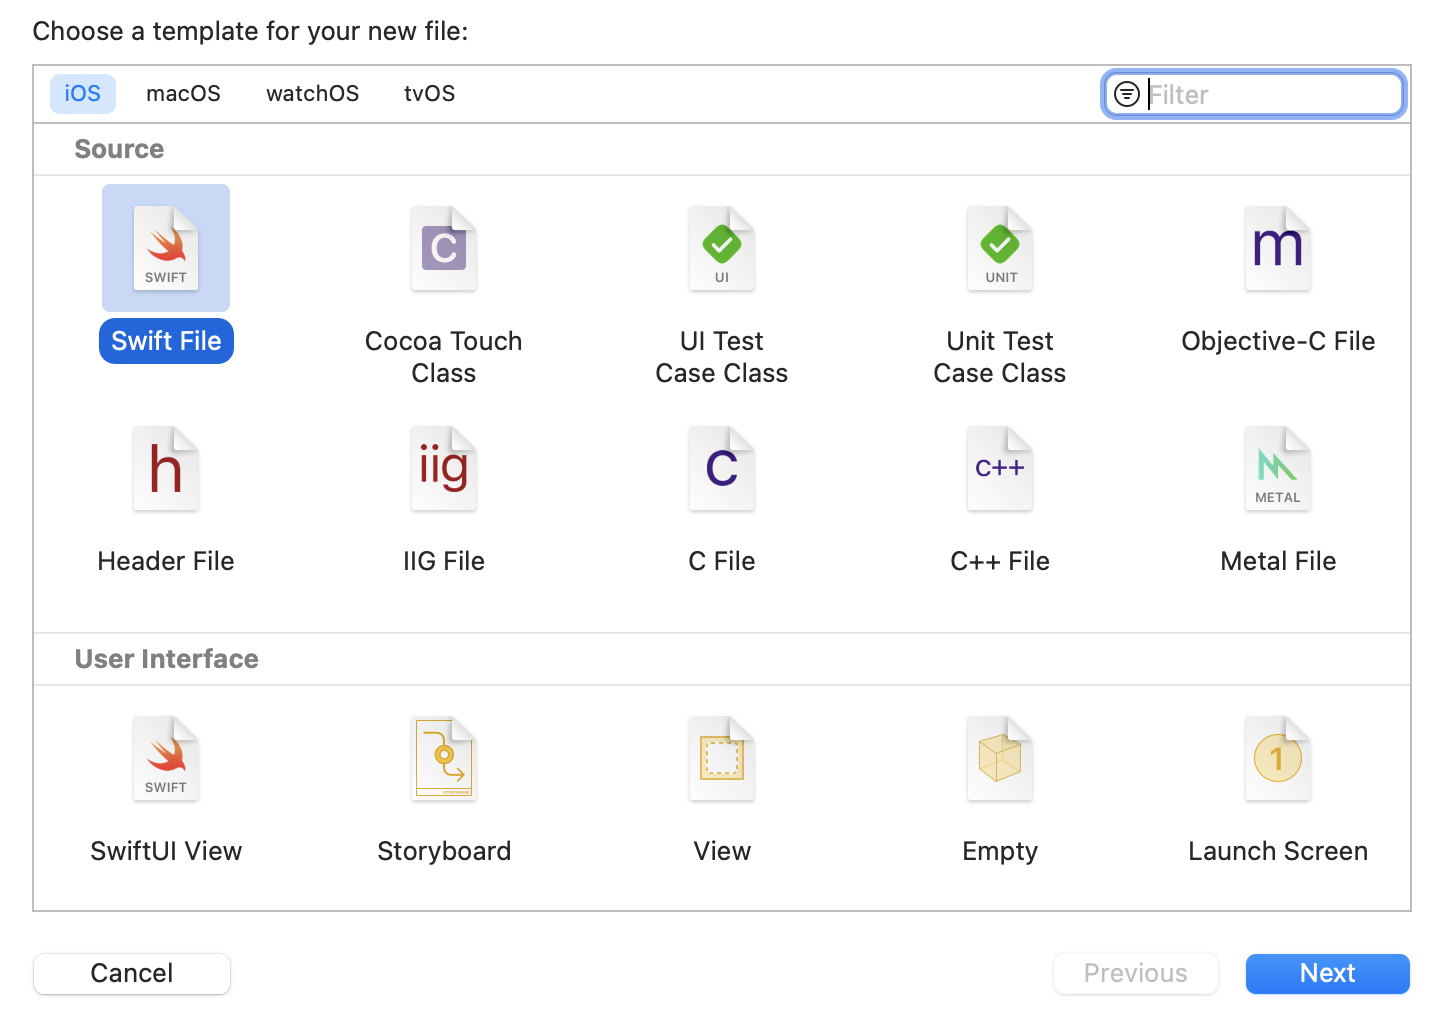 Choose a template for your new file:
iOS macOS watchOS tvOS Filter
Source
SWIFT C UI UNIT m
Swift File Cocoa Touch Class UI Test Case Class Unit Test Case Class Objective-C File
h iig C C++ METAL
Header File IIG File C File C++ File Metal File
User Interface
SWIFT 1
SwiftUI View Storyboard View Empty Launch Screen
Cancel Previous Next